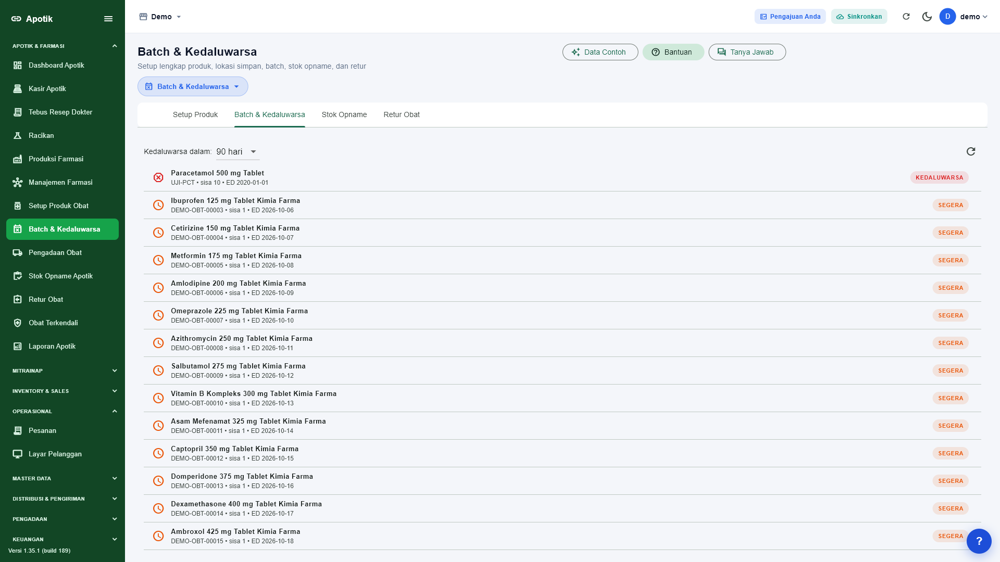 Apotik
APOTIK & FARMASI
Dashboard Apotik
Kasir Apotik
Tebus Resep Dokter
Racikan
Produksi Farmasi
Manajemen Farmasi
Setup Produk Obat
Batch & Kedaluwarsa
Pengadaan Obat
Stok Opname Apotik
Retur Obat
Obat Terkendali
Laporan Apotik
MITRAINAP
INVENTORY & SALES
OPERASIONAL
Pesanan
Layar Pelanggan
MASTER DATA
DISTRIBUSI & PENGIRIMAN
PENGADAAN
KEUANGAN
Versi 1.35.1 (build 189)
Demo
Pengajuan Anda
Sinkronkan
D
demo
Batch & Kedaluwarsa
Setup lengkap produk, lokasi simpan, batch, stok opname, dan retur
Data Contoh
Bantuan
Tanya Jawab
Batch & Kedaluwarsa
Setup Produk
Batch & Kedaluwarsa
Stok Opname
Retur Obat
Kedaluwarsa dalam: 90 hari
Paracetamol 500 mg Tablet
UJI-PCT • sisa 10 • ED 2020-01-01
KEDALUWARSA
Ibuprofen 125 mg Tablet Kimia Farma
DEMO-OBT-00003 • sisa 1 • ED 2026-10-06
SEGERA
Cetirizine 150 mg Tablet Kimia Farma
DEMO-OBT-00004 • sisa 1 • ED 2026-10-07
SEGERA
Metformin 175 mg Tablet Kimia Farma
DEMO-OBT-00005 • sisa 1 • ED 2026-10-08
SEGERA
Amlodipine 200 mg Tablet Kimia Farma
DEMO-OBT-00006 • sisa 1 • ED 2026-10-09
SEGERA
Omeprazole 225 mg Tablet Kimia Farma
DEMO-OBT-00007 • sisa 1 • ED 2026-10-10
SEGERA
Azithromycin 250 mg Tablet Kimia Farma
DEMO-OBT-00008 • sisa 1 • ED 2026-10-11
SEGERA
Salbutamol 275 mg Tablet Kimia Farma
DEMO-OBT-00009 • sisa 1 • ED 2026-10-12
SEGERA
Vitamin B Kompleks 300 mg Tablet Kimia Farma
DEMO-OBT-00010 • sisa 1 • ED 2026-10-13
SEGERA
Asam Mefenamat 325 mg Tablet Kimia Farma
DEMO-OBT-00011 • sisa 1 • ED 2026-10-14
SEGERA
Captopril 350 mg Tablet Kimia Farma
DEMO-OBT-00012 • sisa 1 • ED 2026-10-15
SEGERA
Domperidone 375 mg Tablet Kimia Farma
DEMO-OBT-00013 • sisa 1 • ED 2026-10-16
SEGERA
Dexamethasone 400 mg Tablet Kimia Farma
DEMO-OBT-00014 • sisa 1 • ED 2026-10-17
SEGERA
Ambroxol 425 mg Tablet Kimia Farma
DEMO-OBT-00015 • sisa 1 • ED 2026-10-18
SEGERA
?